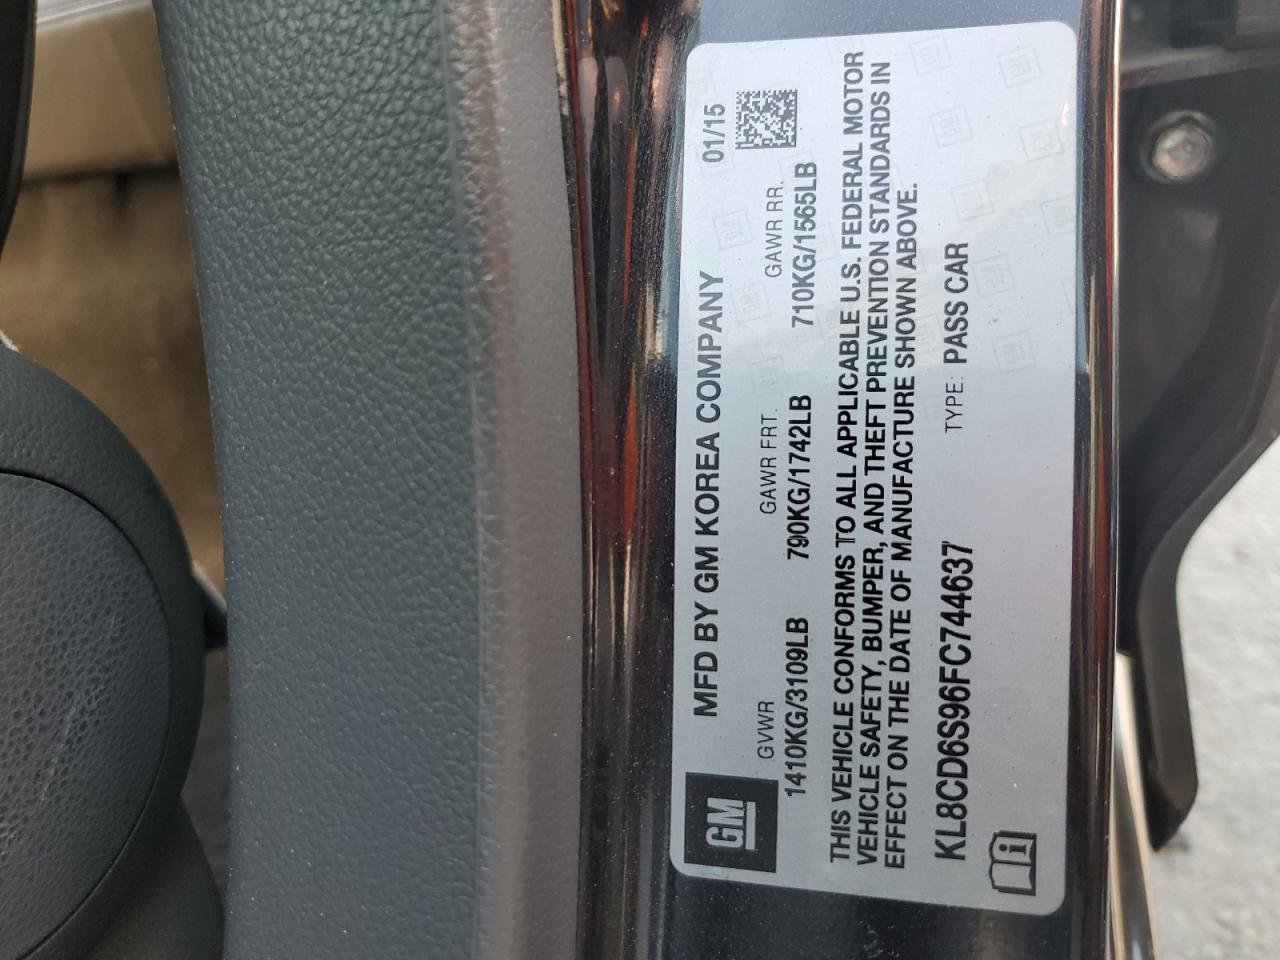 GM
MFD BY GM KOREA COMPANY 01/15
GVWR GAWR FRT. GAWR RR.
1410KG/3109LB 790KG/1742LB 710KG/1565LB
THIS VEHICLE CONFORMS TO ALL APPLICABLE U.S. FEDERAL MOTOR
VEHICLE SAFETY, BUMPER, AND THEFT PREVENTION STANDARDS IN
EFFECT ON THE DATE OF MANUFACTURE SHOWN ABOVE.
KL8CD6S96FC744637 TYPE: PASS CAR
i